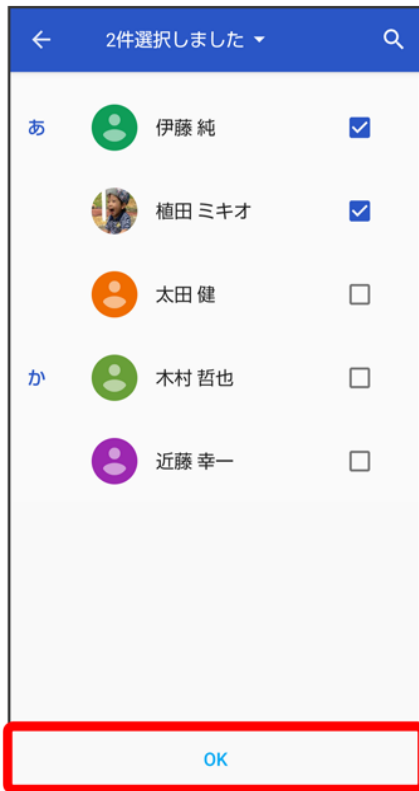 2件選択しました
あ
伊藤 純
植田 ミキオ
太田 健
か
木村 哲也
近藤 幸一
OK